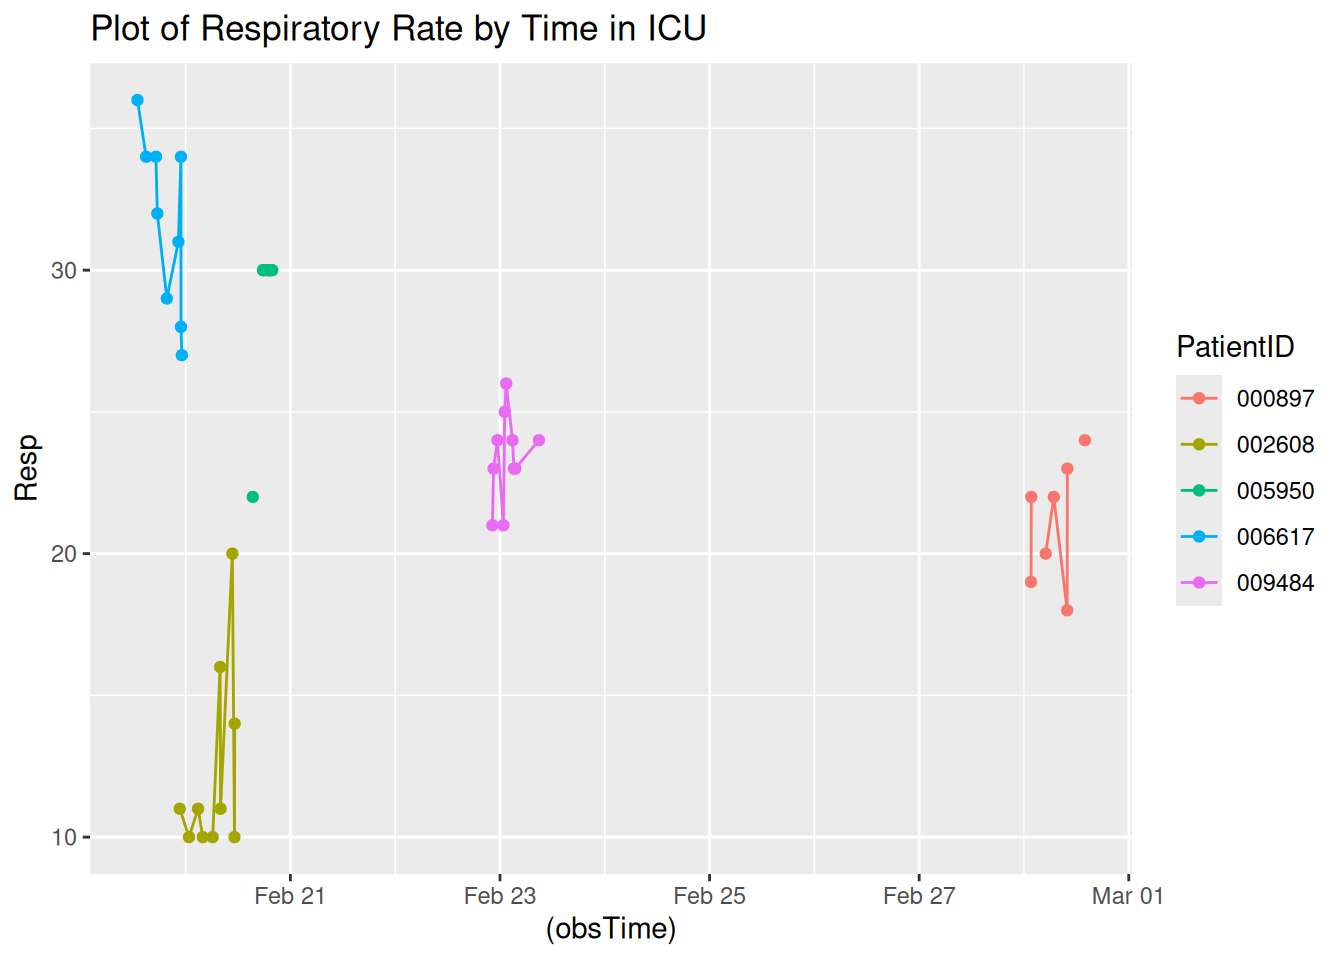 Plot of Respiratory Rate by Time in ICU
Resp
30
20
10
Feb 21
Feb 23
Feb 25
Feb 27
Mar 01
(obsTime)
PatientID
000897
002608
005950
006617
009484